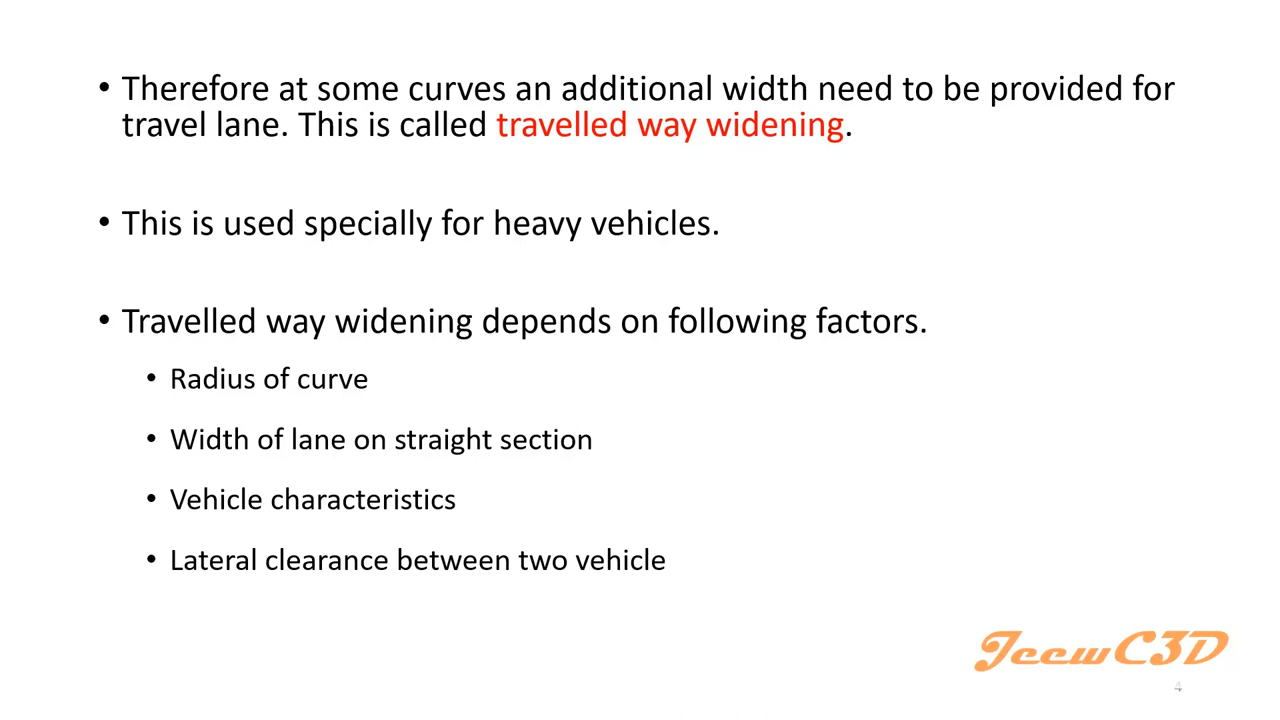 • Therefore at some curves an additional width need to be provided for
travel lane. This is called travelled way widening.
• This is used specially for heavy vehicles.
• Travelled way widening depends on following factors.
• Radius of curve
• Width of lane on straight section
• Vehicle characteristics
• Lateral clearance between two vehicle
JeewC3D
4